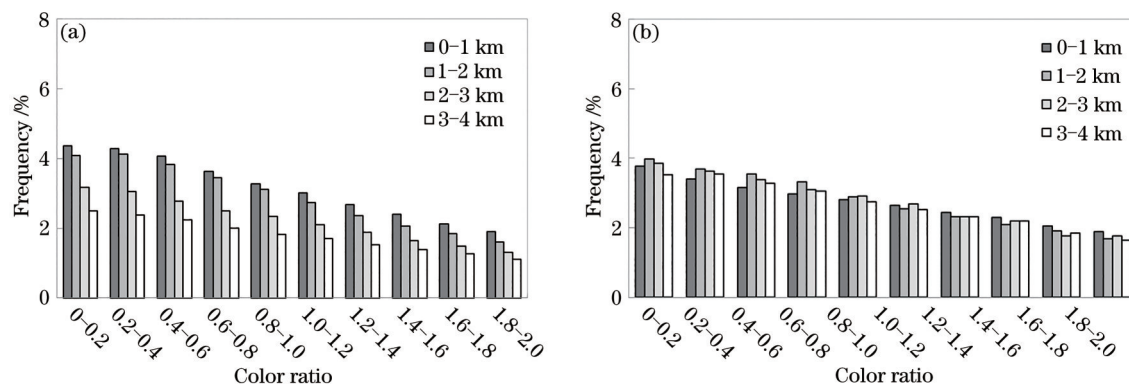 (a)
8
6
4
2
0
Frequency /%
0–1 km
1–2 km
2–3 km
3–4 km
0–0.2
0.2–0.4
0.4–0.6
0.6–0.8
0.8–1.0
1.0–1.2
1.2–1.4
1.4–1.6
1.6–1.8
1.8–2.0
Color ratio
(b)
8
6
4
2
0
Frequency /%
0–1 km
1–2 km
2–3 km
3–4 km
0–0.2
0.2–0.4
0.4–0.6
0.6–0.8
0.8–1.0
1.0–1.2
1.2–1.4
1.4–1.6
1.6–1.8
1.8–2.0
Color ratio